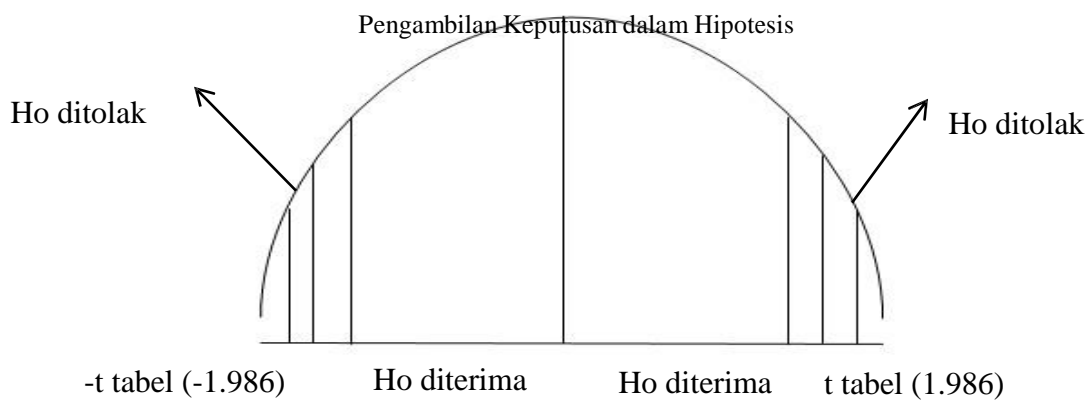 Pengambilan Keputusan dalam Hipotesis
Ho ditolak
Ho ditolak
-t tabel (-1.986)
Ho diterima
Ho diterima
t tabel (1.986)